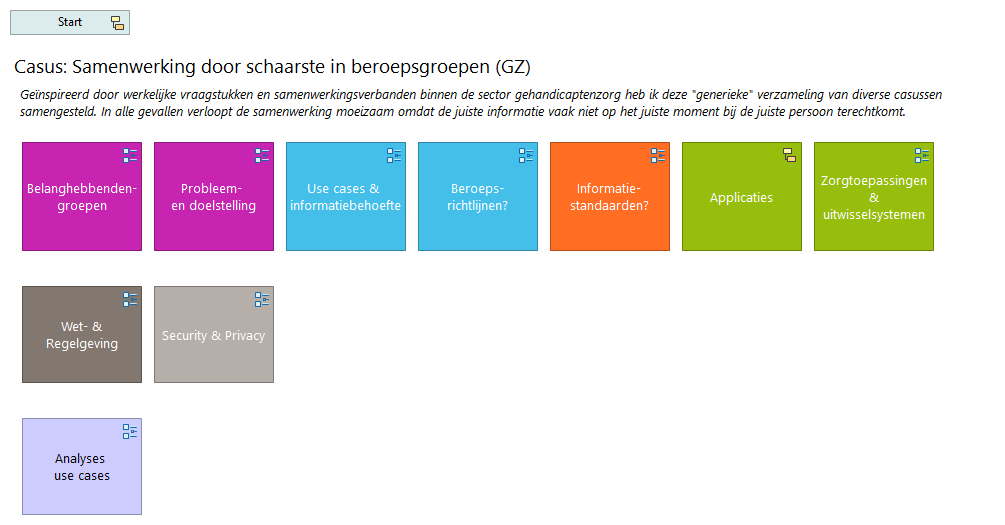 Start
Casus: Samenwerking door schaarste in beroepsgroepen (GZ)
Geïnspireerd door werkelijke vraagstukken en samenwerkingsverbanden binnen de sector gehandicaptenzorg heb ik deze "generieke" verzameling van diverse casussen
samengesteld. In alle gevallen verloopt de samenwerking moeizaam omdat de juiste informatie vaak niet op het juiste moment bij de juiste persoon terechtkomt.
Belanghebbenden-
groepen
Probleem-
en doelstelling
Use cases &
informatiebehoefte
Beroeps-
richtlijnen?
Informatie-
standaarden?
Applicaties
Zorgtoepassingen
&
uitwisselsystemen
Wet- &
Regelgeving
Security & Privacy
Analyses
use cases